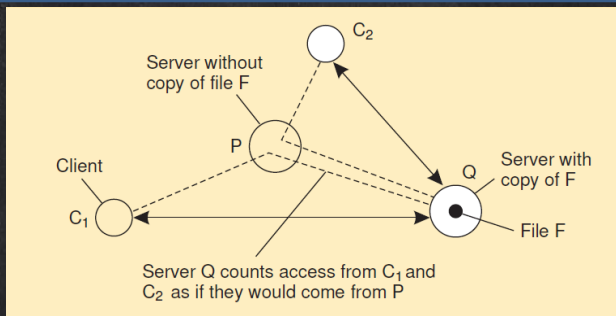 C2
Server without
copy of file F
P
Client
Q
Server with
copy of F
C1
File F
Server Q counts access from C1 and
C2 as if they would come from P